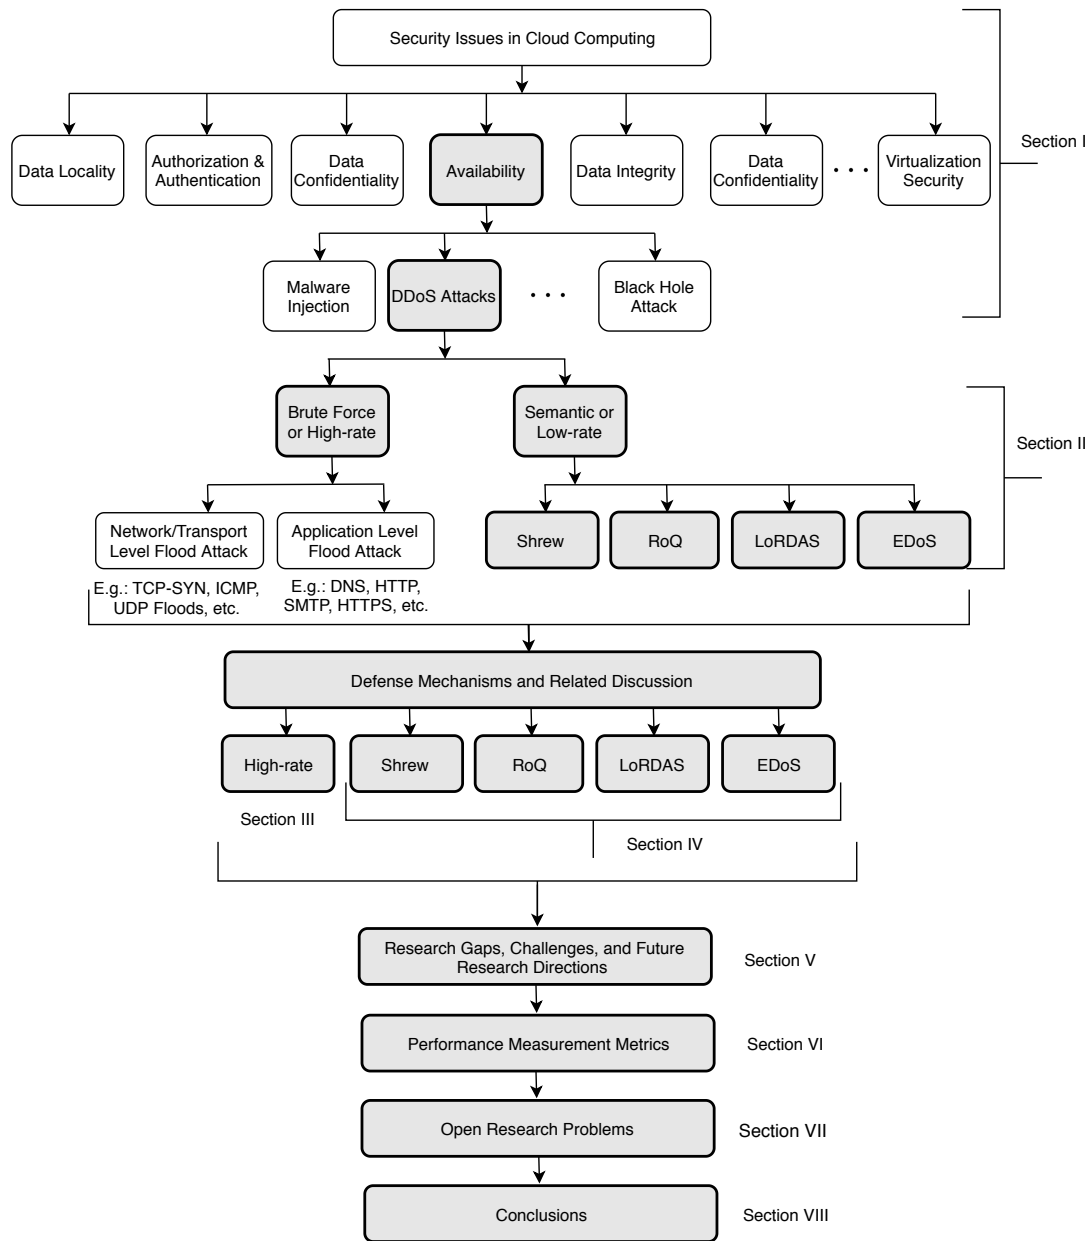 Security Issues in Cloud Computing
Section I
Data Locality
Authorization &
Authentication
Data
Confidentiality
Availability
Data Integrity
Data
Confidentiality
. . .
Virtualization
Security
Malware
Injection
DDoS Attacks
. . .
Black Hole
Attack
Brute Force
or High-rate
Semantic or
Low-rate
Section II
Network/Transport
Level Flood Attack
Application Level
Flood Attack
Shrew
RoQ
LoRDAS
EDoS
E.g.: TCP-SYN, ICMP,
UDP Floods, etc.
E.g.: DNS, HTTP,
SMTP, HTTPS, etc.
Defense Mechanisms and Related Discussion
High-rate
Shrew
RoQ
LoRDAS
EDoS
Section III
Section IV
Research Gaps, Challenges, and Future
Research Directions
Section V
Performance Measurement Metrics
Section VI
Open Research Problems
Section VII
Conclusions
Section VIII